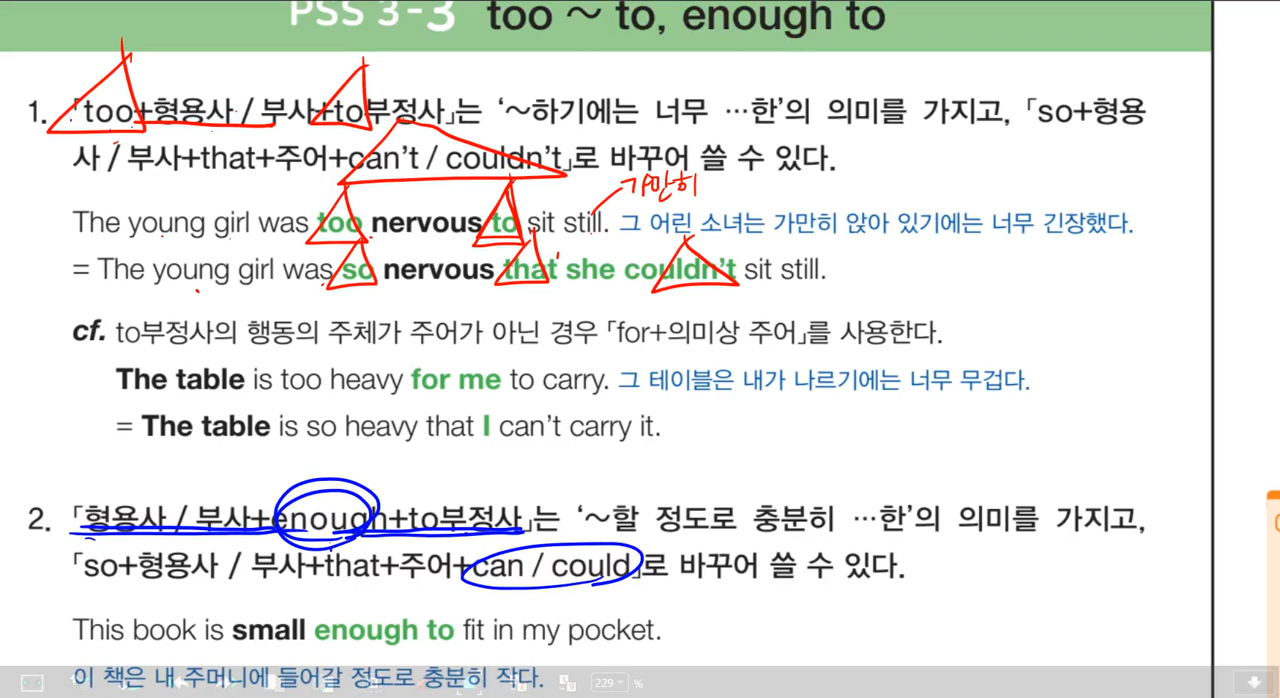 PSS 3-3 too ~ to, enough to
1. 「too+형용사 / 부사+to부정사」는 ‘~하기에는 너무 …한’의 의미를 가지고, 「so+형용
사 / 부사+that+주어+can’t / couldn’t」로 바꾸어 쓸 수 있다.
가만히
The young girl was too nervous to sit still. 그 어린 소녀는 가만히 앉아 있기에는 너무 긴장했다.
= The young girl was so nervous that she couldn’t sit still.
cf. to부정사의 행동의 주체가 주어가 아닌 경우 「for+의미상 주어」를 사용한다.
The table is too heavy for me to carry. 그 테이블은 내가 나르기에는 너무 무겁다.
= The table is so heavy that I can’t carry it.
2. 「형용사 / 부사+enough+to부정사」는 ‘~할 정도로 충분히 …한’의 의미를 가지고,
「so+형용사 / 부사+that+주어+can / could」로 바꾸어 쓸 수 있다.
This book is small enough to fit in my pocket.
이 책은 내 주머니에 들어갈 정도로 충분히 작다.
229 %